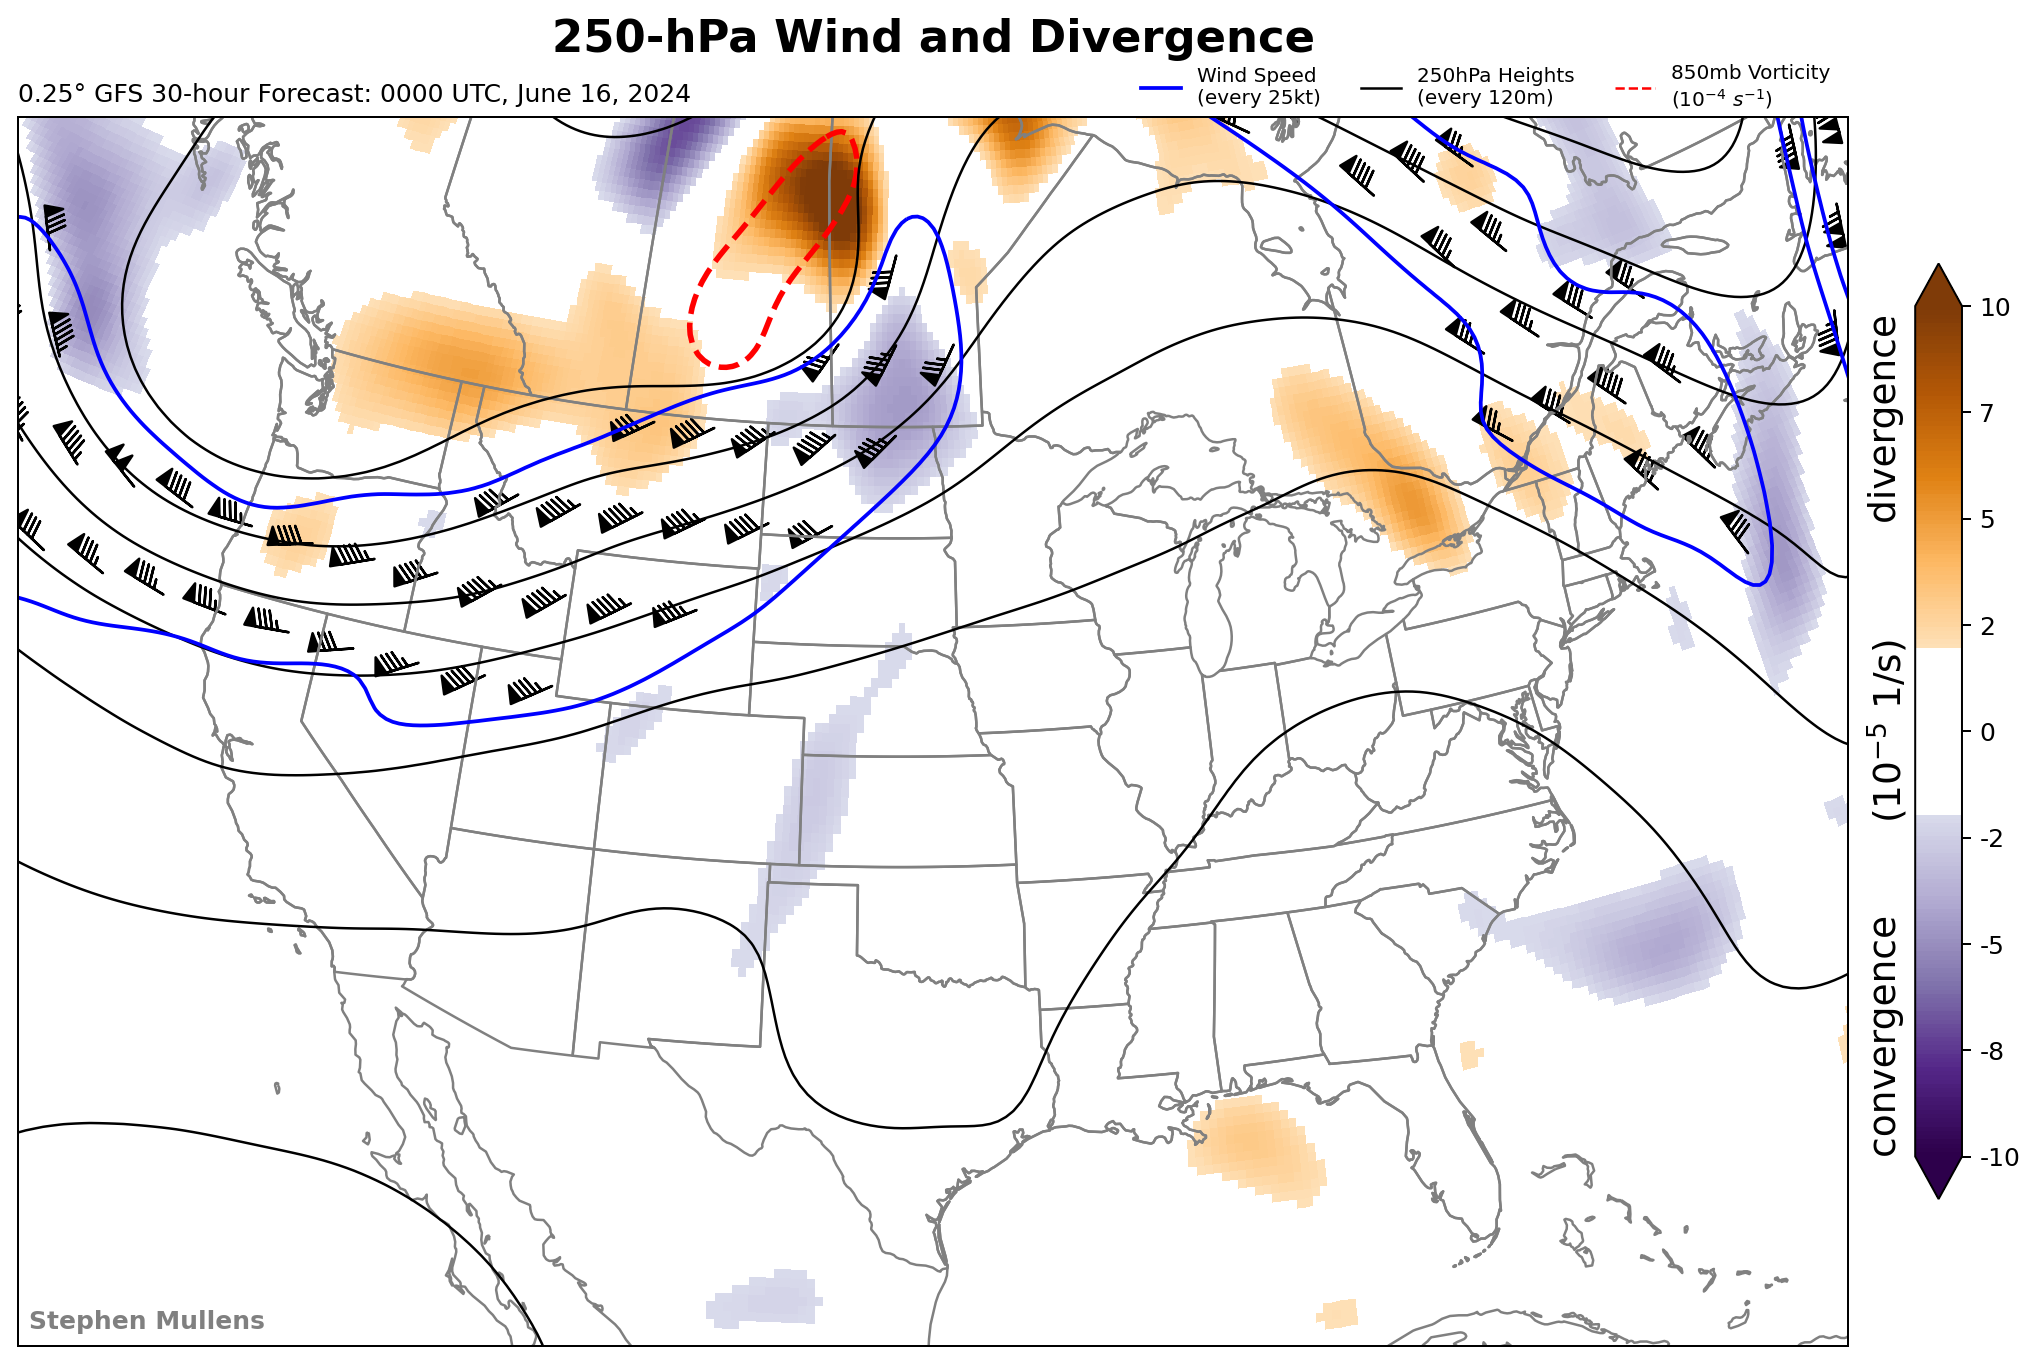 250-hPa Wind and Divergence
0.25° GFS 30-hour Forecast: 0000 UTC, June 16, 2024
Wind Speed
(every 25kt)
250hPa Heights
(every 120m)
850mb Vorticity
(10⁻⁴ s⁻¹)
10
7
5
2
0
-2
-5
-8
-10
convergence (10⁻⁵ 1/s) divergence
Stephen Mullens